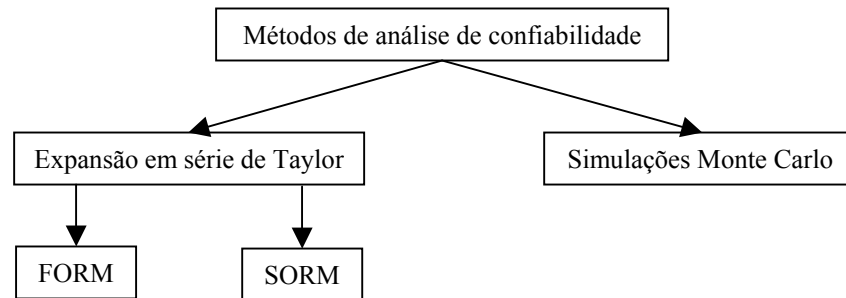 Métodos de análise de confiabilidade
Expansão em série de Taylor
Simulações Monte Carlo
FORM
SORM